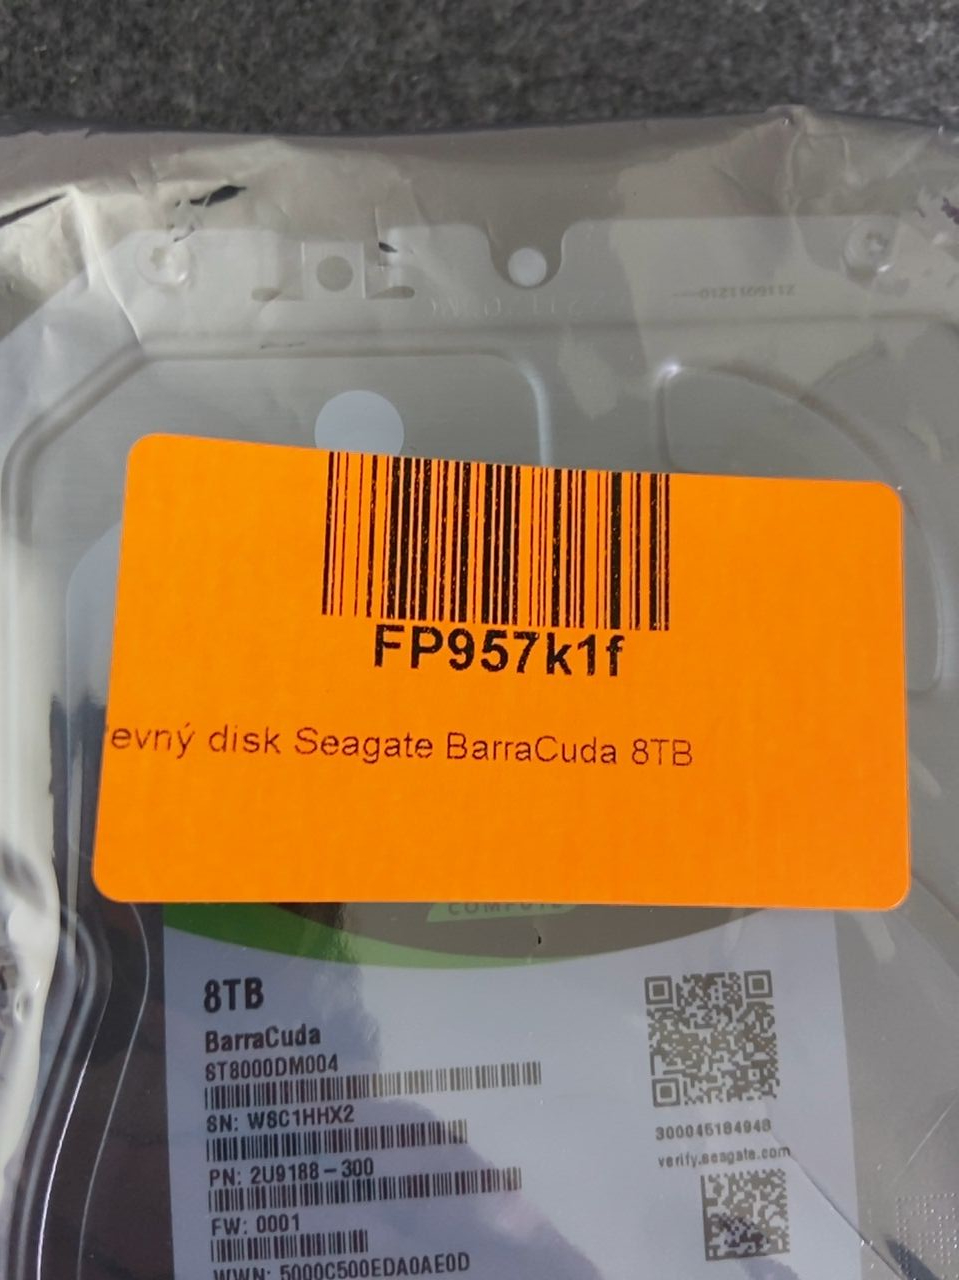 FP957k1f
evný disk Seagate BarraCuda 8TB
COMPUTE
8TB
BarraCuda
ST8000DM004
SN: WSC1HHX2
PN: 2U9188-300
FW: 0001
WWN: 5000C500EDA0AE0D
300045184948
verify.seagate.com